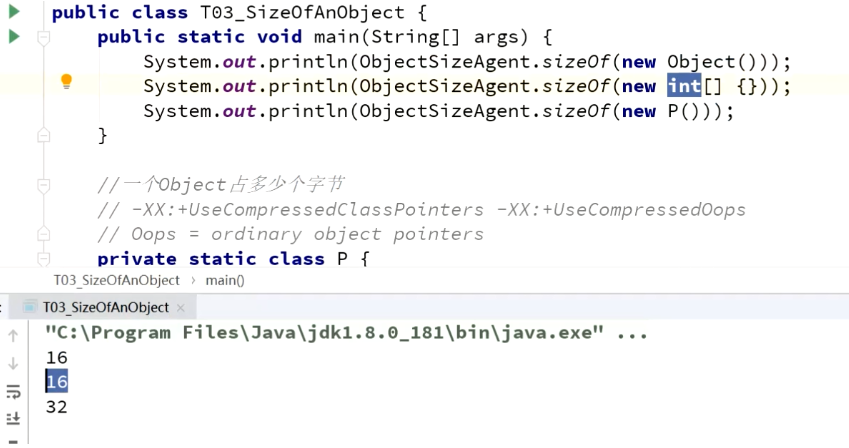 public class T03_SizeOfAnObject {
public static void main(String[] args) {
System.out.println(ObjectSizeAgent.sizeOf(new Object()));
System.out.println(ObjectSizeAgent.sizeOf(new int[] {}));
System.out.println(ObjectSizeAgent.sizeOf(new P()));
}
//一个Object占多少个字节
// -XX:+UseCompressedClassPointers -XX:+UseCompressedOops
// Oops = ordinary object pointers
private static class P {
T03_SizeOfAnObject › main()
T03_SizeOfAnObject ×
"C:\Program Files\Java\jdk1.8.0_181\bin\java.exe" ...
16
16
32